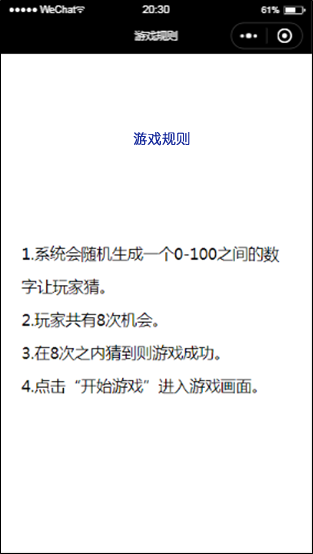 WeChat 20:30 61%
游戏规则
游戏规则
1.系统会随机生成一个0-100之间的数
字让玩家猜。
2.玩家共有8次机会。
3.在8次之内猜到则游戏成功。
4.点击“开始游戏”进入游戏画面。